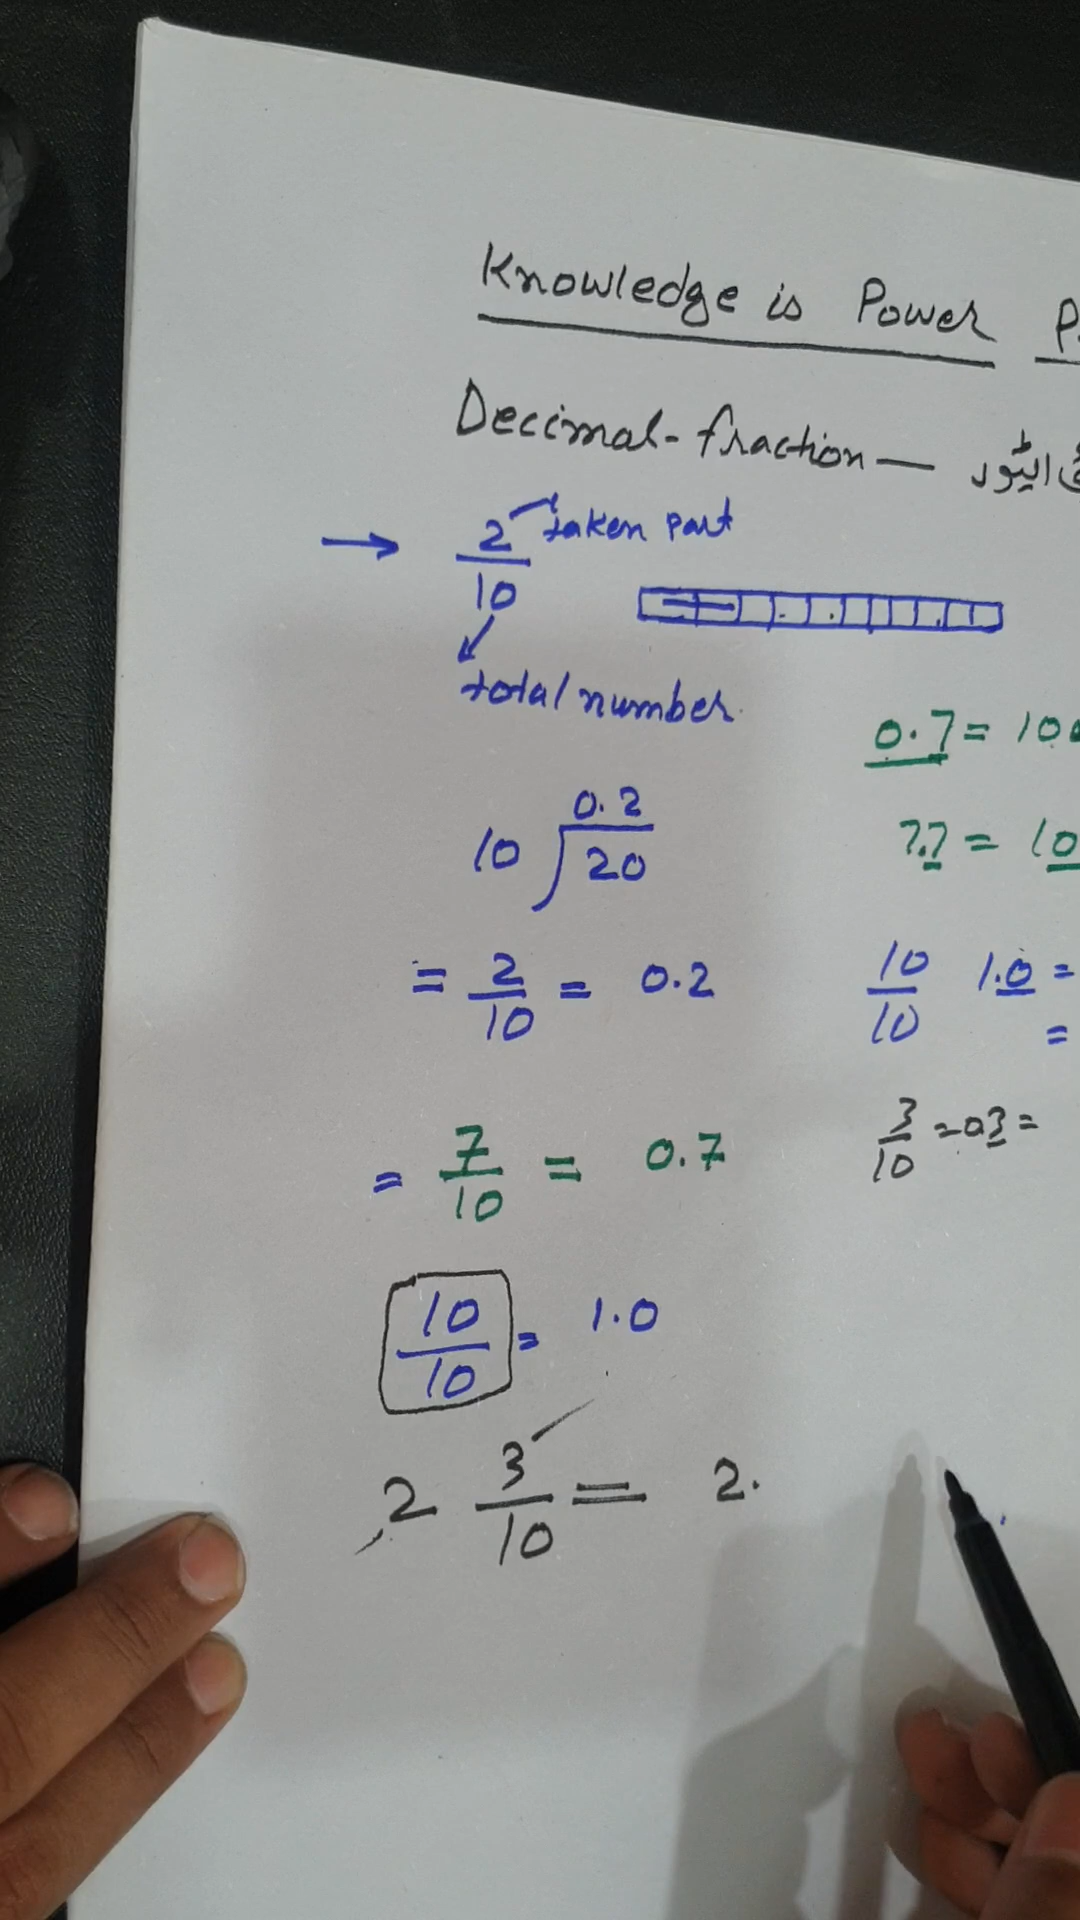 Knowledge is Power
Decimal-fraction —
→ 2/10 taken part
total number
0.7 = 10
0.2
10 20
7.7 = 10
= 2/10 = 0.2
10/10 1.0 =
=
= 7/10 = 0.7
3/10 = 0.3 =
10/10 = 1.0
2 3/10 = 2.